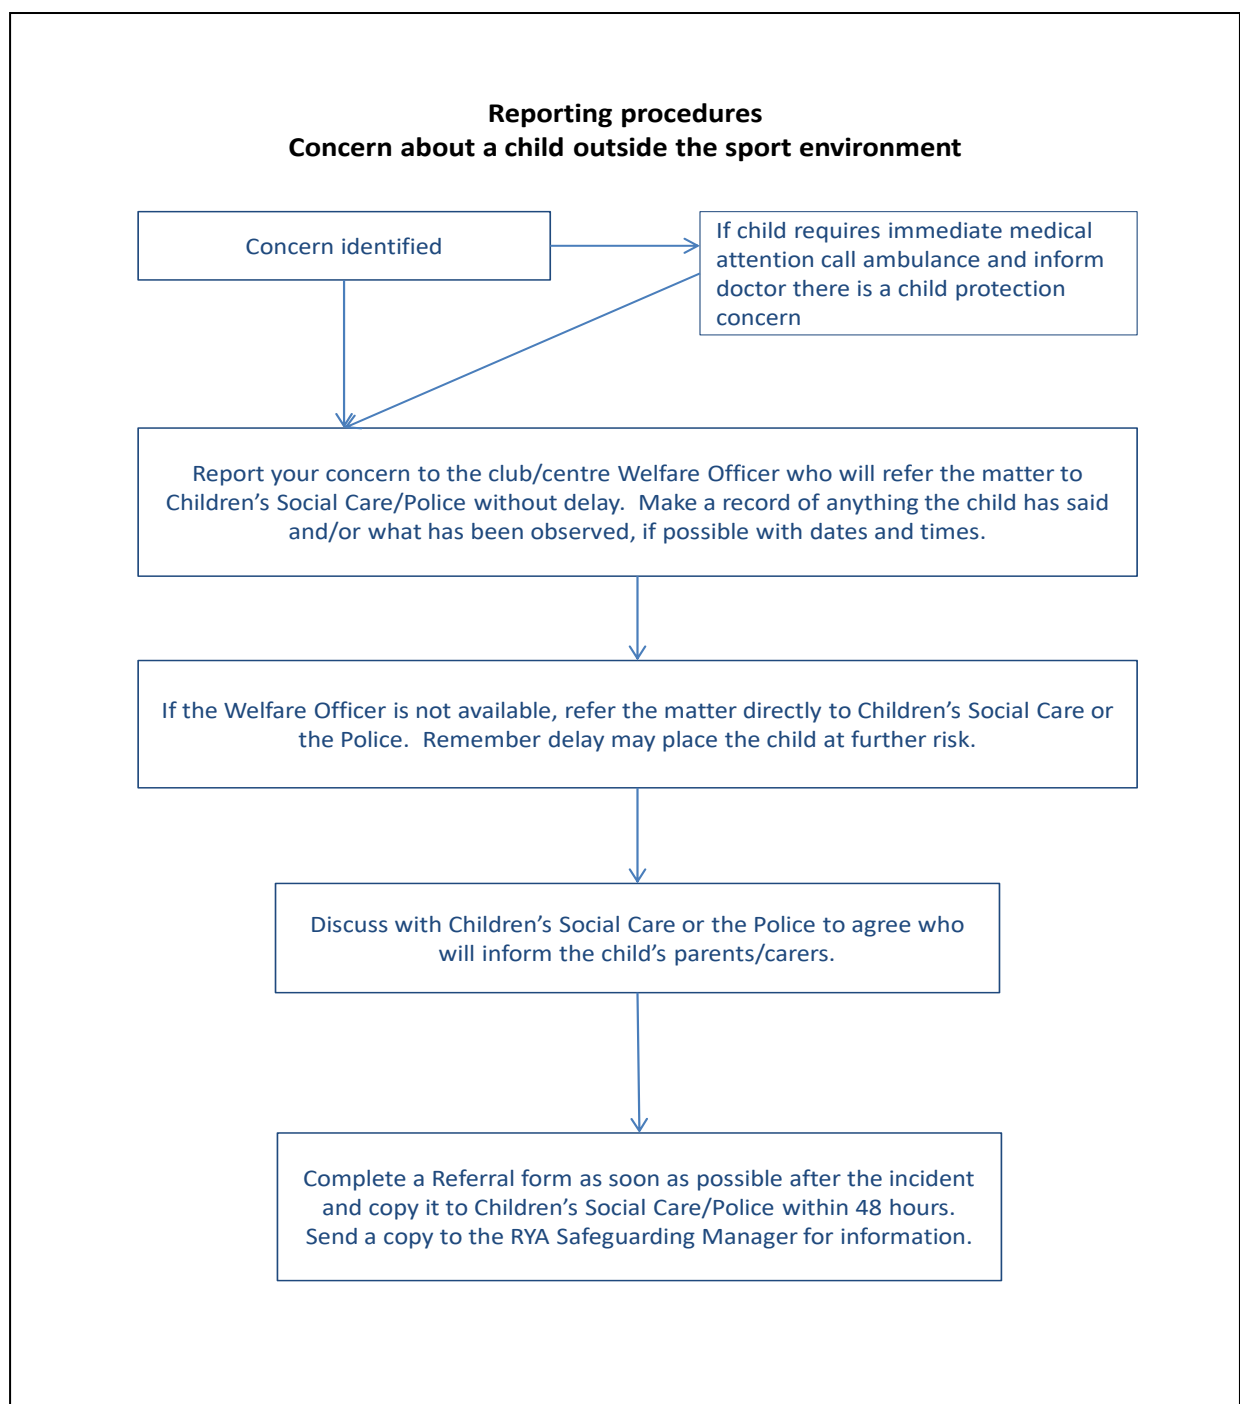 Reporting procedures
Concern about a child outside the sport environment
Concern identified
If child requires immediate medical
attention call ambulance and inform
doctor there is a child protection
concern
Report your concern to the club/centre Welfare Officer who will refer the matter to
Children’s Social Care/Police without delay.  Make a record of anything the child has said
and/or what has been observed, if possible with dates and times.
If the Welfare Officer is not available, refer the matter directly to Children’s Social Care or
the Police.  Remember delay may place the child at further risk.
Discuss with Children’s Social Care or the Police to agree who
will inform the child’s parents/carers.
Complete a Referral form as soon as possible after the incident
and copy it to Children’s Social Care/Police within 48 hours.
Send a copy to the RYA Safeguarding Manager for information.